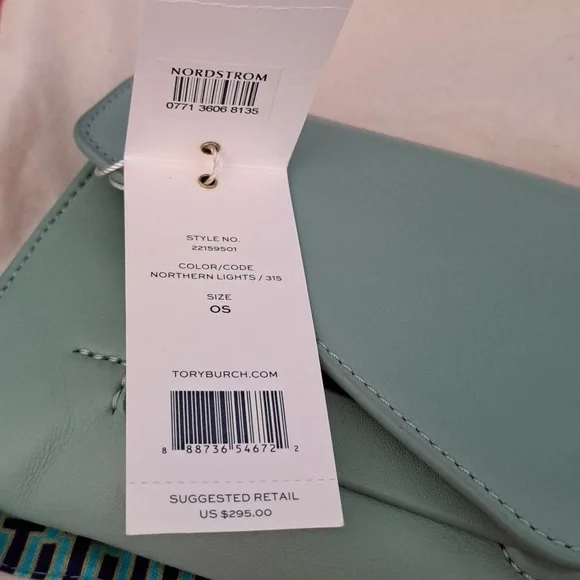 NORDSTROM
0771 3606 8135
STYLE NO.
22159501
COLOR/CODE
NORTHERN LIGHTS / 315
SIZE
OS
TORYBURCH.COM
8 88736 54672 2
SUGGESTED RETAIL
US $295.00